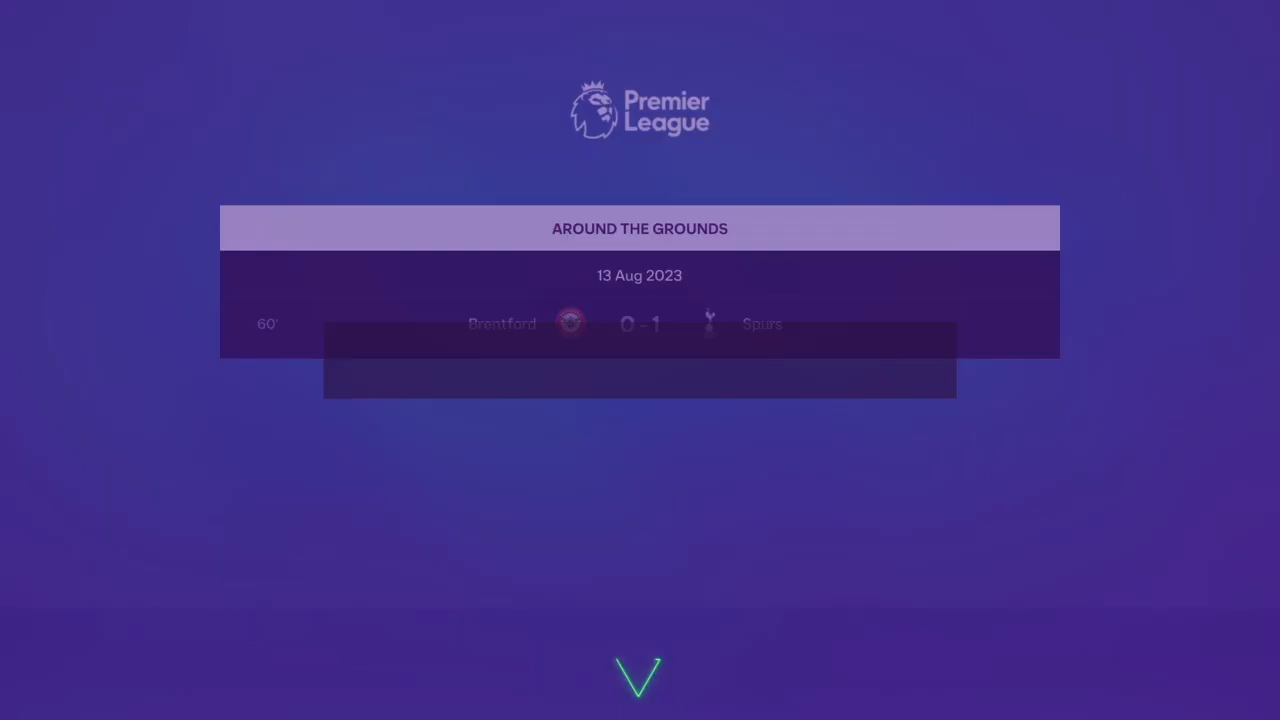 Premier
League
AROUND THE GROUNDS
13 Aug 2023
60' Brentford 0 - 1 Spurs